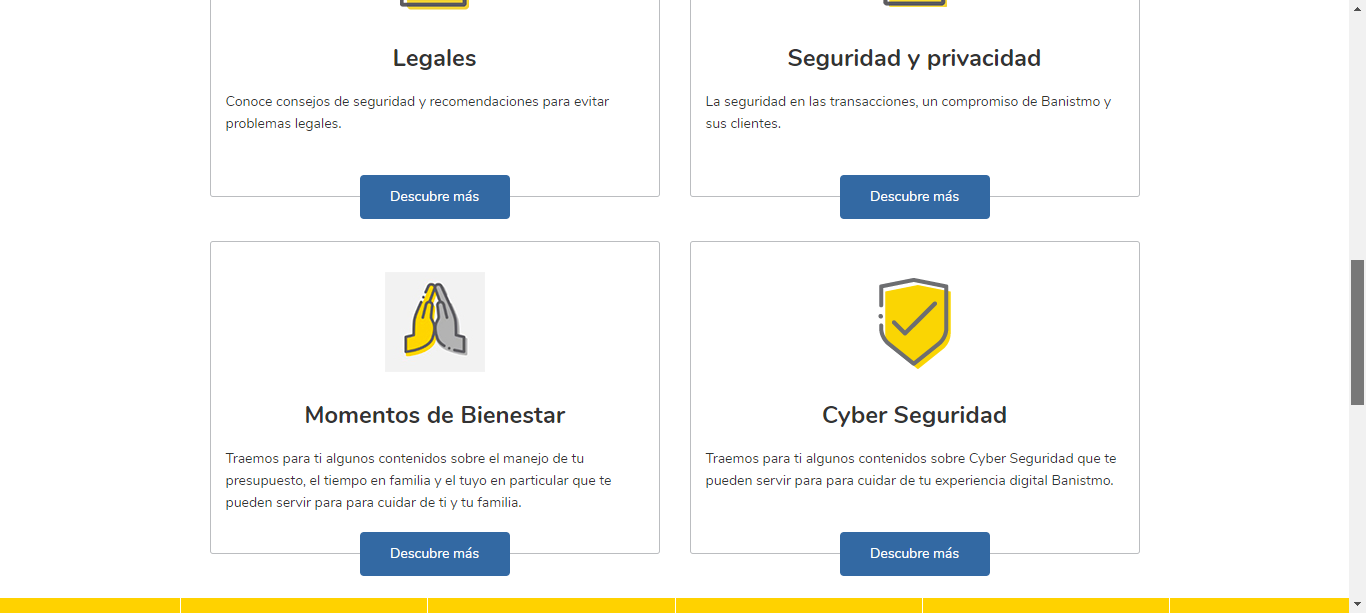 Legales
Conoce consejos de seguridad y recomendaciones para evitar
problemas legales.
Descubre más
Seguridad y privacidad
La seguridad en las transacciones, un compromiso de Banistmo y
sus clientes.
Descubre más
Momentos de Bienestar
Traemos para ti algunos contenidos sobre el manejo de tu
presupuesto, el tiempo en familia y el tuyo en particular que te
pueden servir para para cuidar de ti y tu familia.
Descubre más
Cyber Seguridad
Traemos para ti algunos contenidos sobre Cyber Seguridad que te
pueden servir para para cuidar de tu experiencia digital Banistmo.
Descubre más